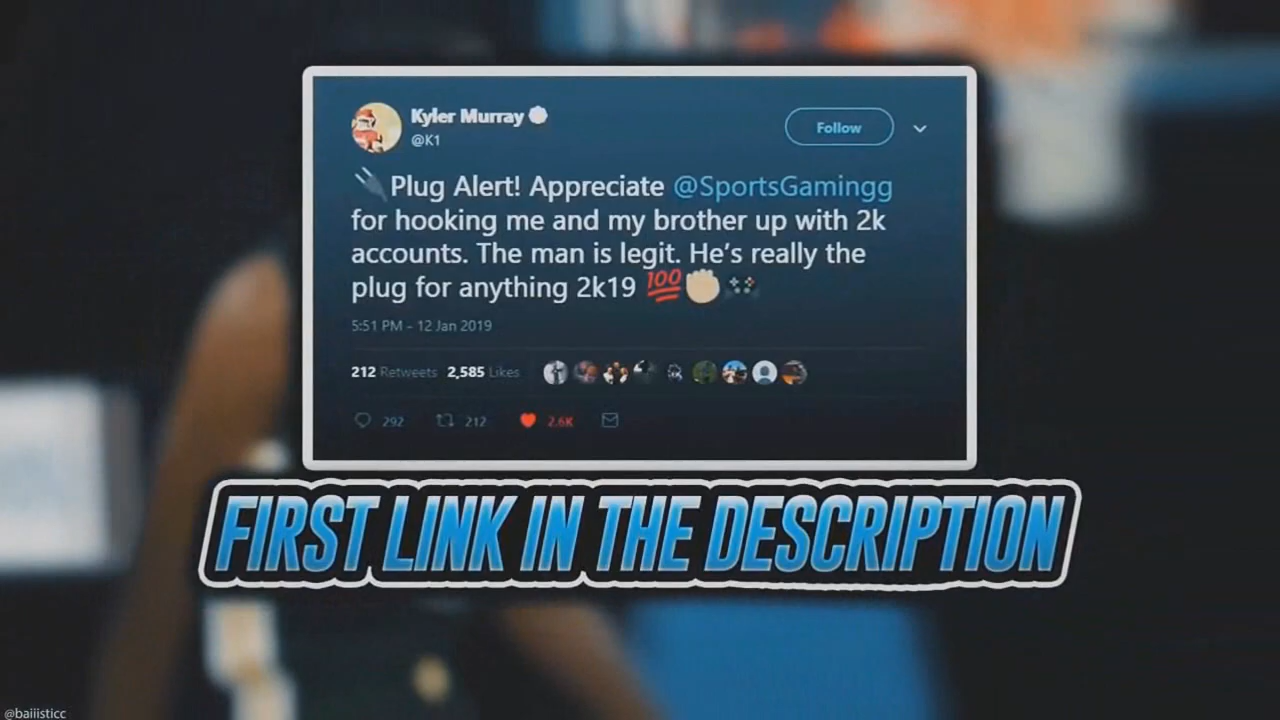 Kyler Murray
@K1
Follow
Plug Alert! Appreciate @SportsGamingg
for hooking me and my brother up with 2k
accounts. The man is legit. He’s really the
plug for anything 2k19 💯
5:51 PM - 12 Jan 2019
212 Retweets 2,585 Likes
292 212 2.6K
FIRST LINK IN THE DESCRIPTION
@baiiisticc